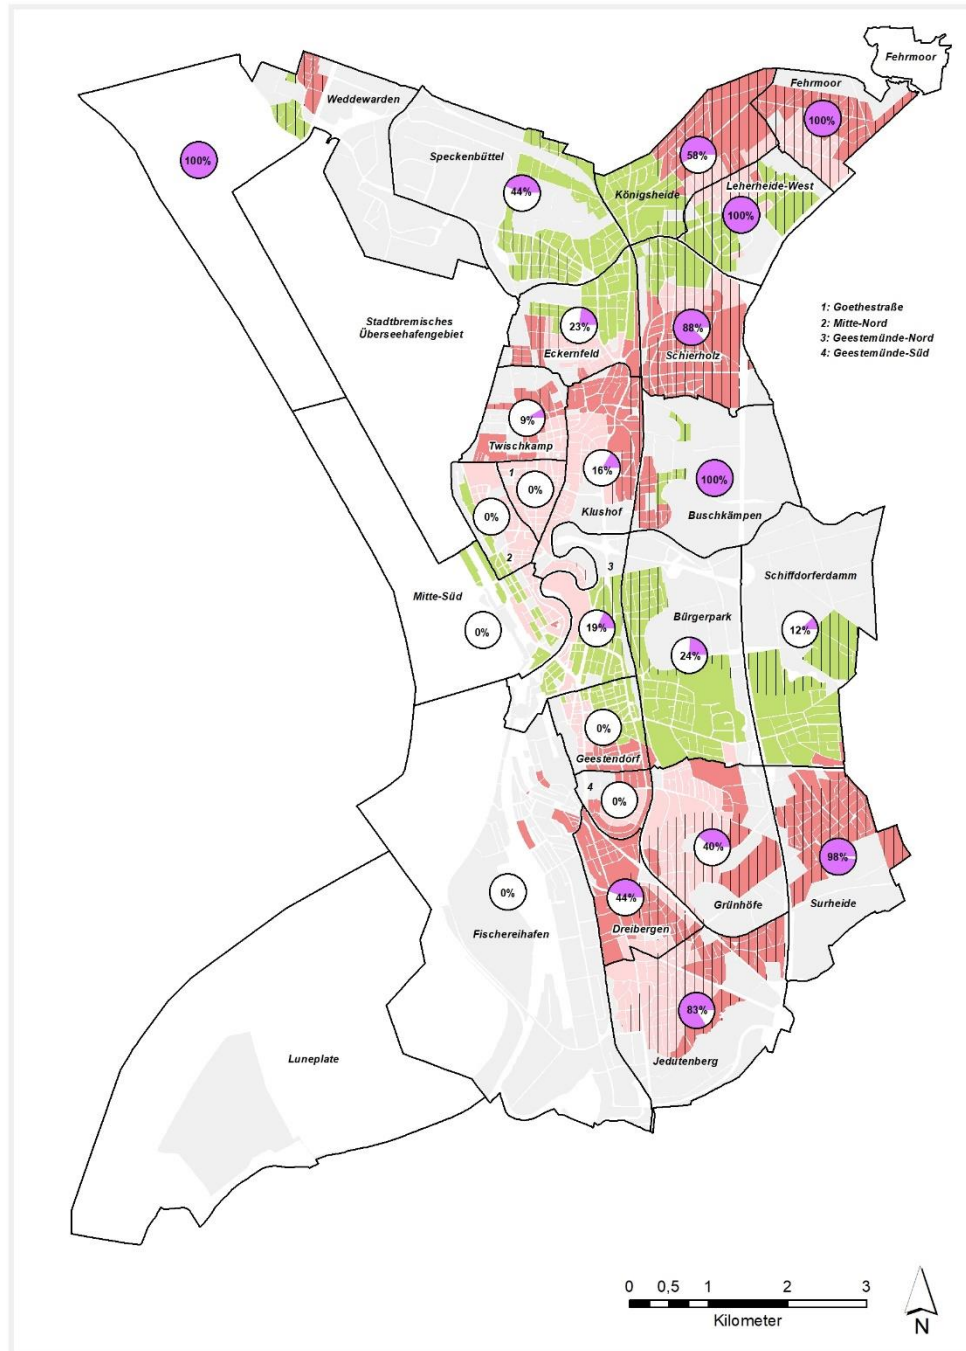 Fehrmoor
Fehrmoor
Weddewarden
100%
100%
Speckenbüttel
58%
44%
Königsheide
Leherheide-West
100%
Stadtbremisches
Überseehafengebiet
23%
Eckernfeld
88%
Schierholz
1: Goethestraße
2: Mitte-Nord
3: Geestemünde-Nord
4: Geestemünde-Süd
9%
Twischkamp
1
0%
16%
Klushof
100%
Buschkämpen
0%
2
3
Mitte-Süd
0%
19%
Bürgerpark
24%
Schiffdorferdamm
12%
0%
Geestendorf
4
0%
40%
Grünhöfe
98%
Surheide
0%
Fischereihafen
44%
Dreibergen
83%
Jedutenberg
Luneplate
0 0,5 1 2 3
Kilometer
N